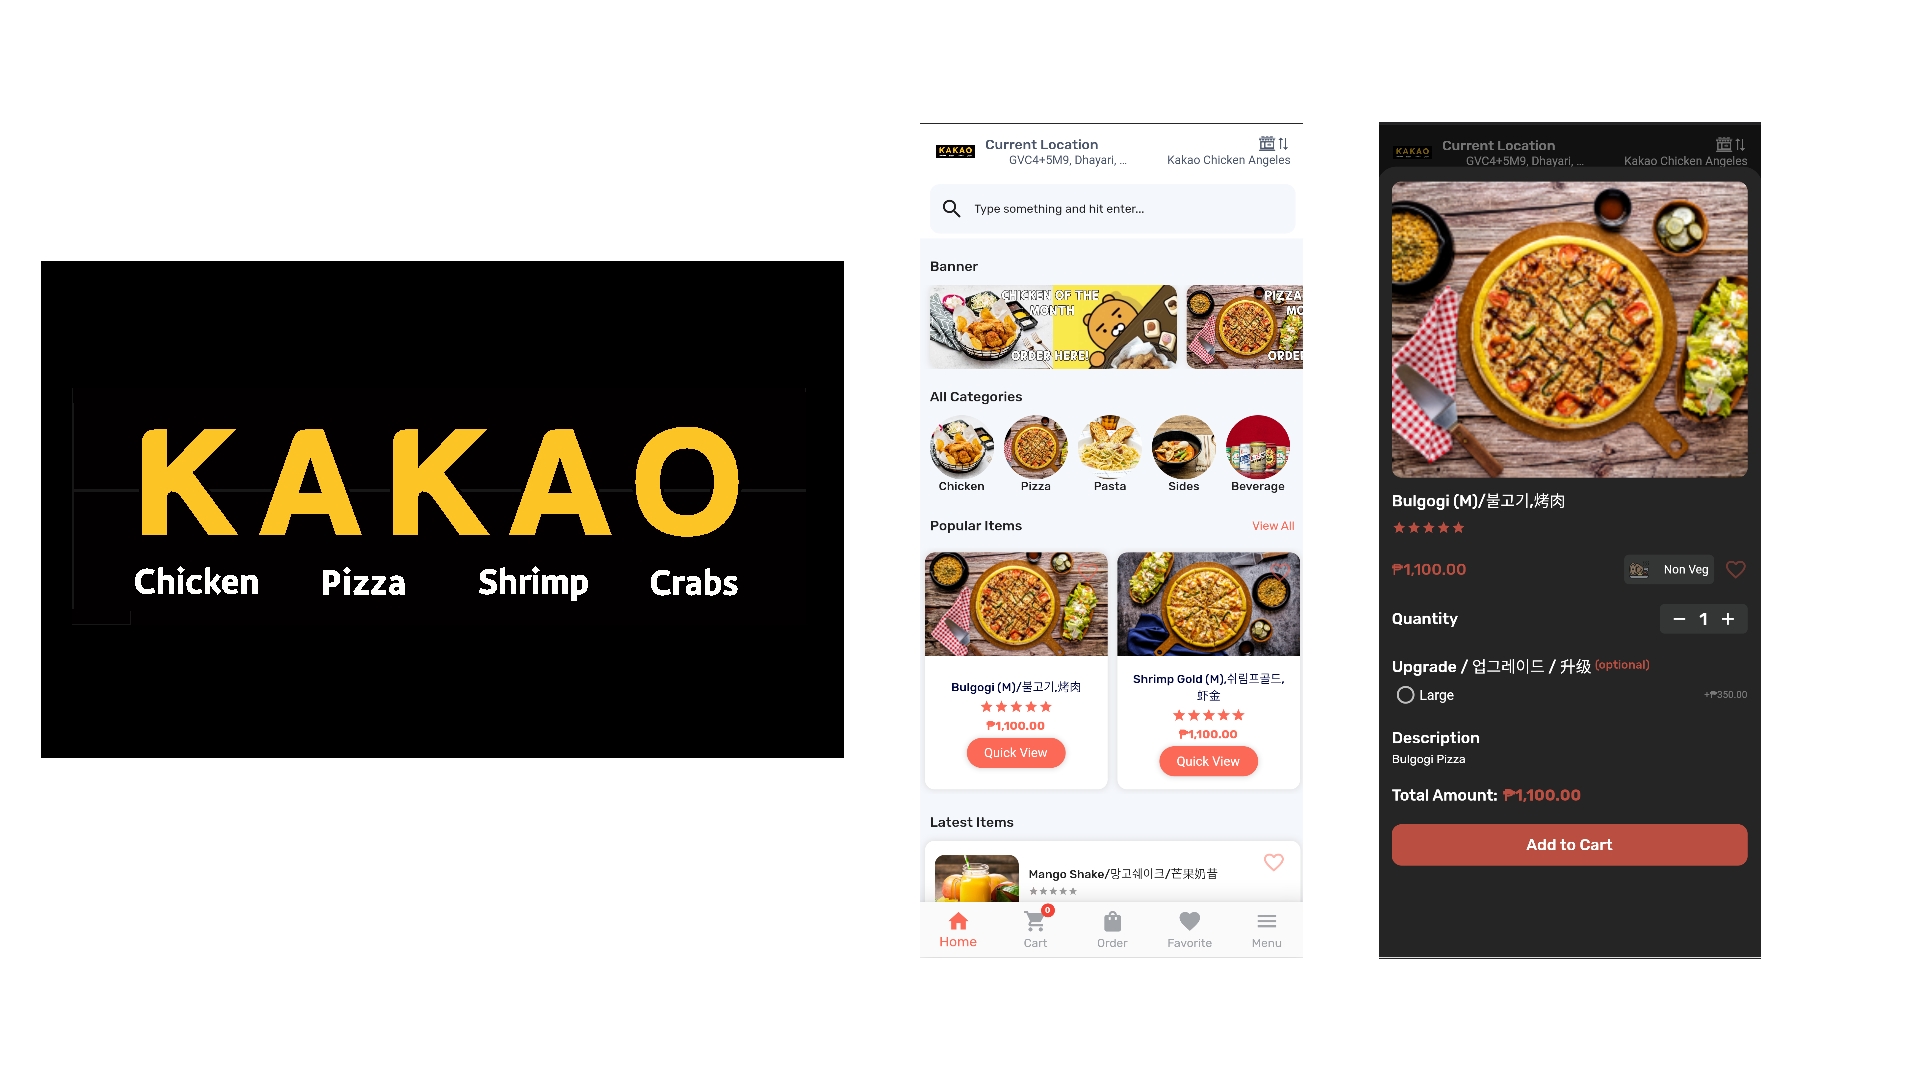 KAKAO
Chicken Pizza Shrimp Crabs
KAKAO
Current Location
GVC4+5M9, Dhayari, ...
Kakao Chicken Angeles
Type something and hit enter...
Banner
CHICKEN OF THE
MONTH
ORDER HERE!
PIZZA
MO
ORDER
All Categories
Chicken Pizza Pasta Sides Beverage
Popular Items
View All
Bulgogi (M)/불고기,烤肉
₱1,100.00
Quick View
Shrimp Gold (M),쉬림프골드,
虾金
₱1,100.00
Quick View
Latest Items
Mango Shake/망고쉐이크/芒果奶昔
0
Home Cart Order Favorite Menu
KAKAO
Current Location
GVC4+5M9, Dhayari, ...
Kakao Chicken Angeles
Bulgogi (M)/불고기,烤肉
₱1,100.00
Non Veg
Quantity
1
Upgrade / 업그레이드 / 升级 (optional)
Large
+₱350.00
Description
Bulgogi Pizza
Total Amount: ₱1,100.00
Add to Cart